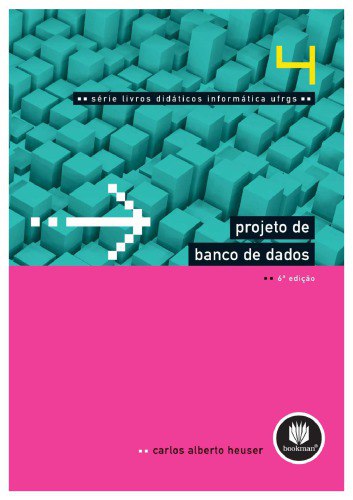 4
série livros didáticos informática ufrgs
projeto de
banco de dados
6ª edição
carlos alberto heuser
bookman®